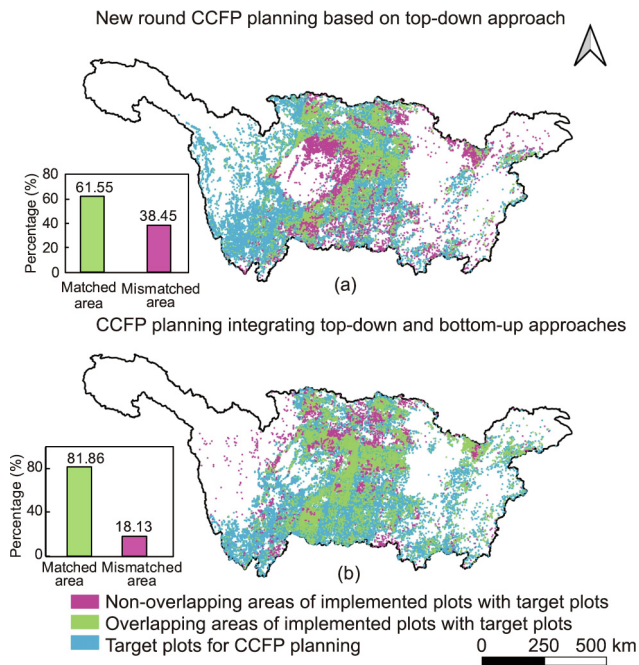 New round CCFP planning based on top-down approach
Percentage (%)
80
60
40
20
0
61.55
38.45
Matched area
Mismatched area
(a)
CCFP planning integrating top-down and bottom-up approaches
Percentage (%)
80
40
0
81.86
18.13
Matched area
Mismatched area
(b)
Non-overlapping areas of implemented plots with target plots
Overlapping areas of implemented plots with target plots
Target plots for CCFP planning
0 250 500 km